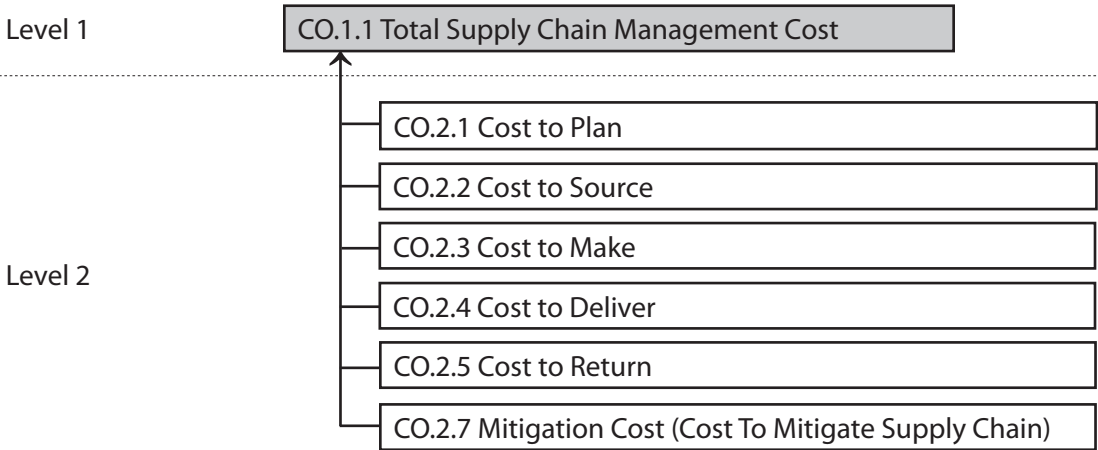 Level 1
CO.1.1 Total Supply Chain Management Cost
CO.2.1 Cost to Plan
CO.2.2 Cost to Source
CO.2.3 Cost to Make
Level 2
CO.2.4 Cost to Deliver
CO.2.5 Cost to Return
CO.2.7 Mitigation Cost (Cost To Mitigate Supply Chain)